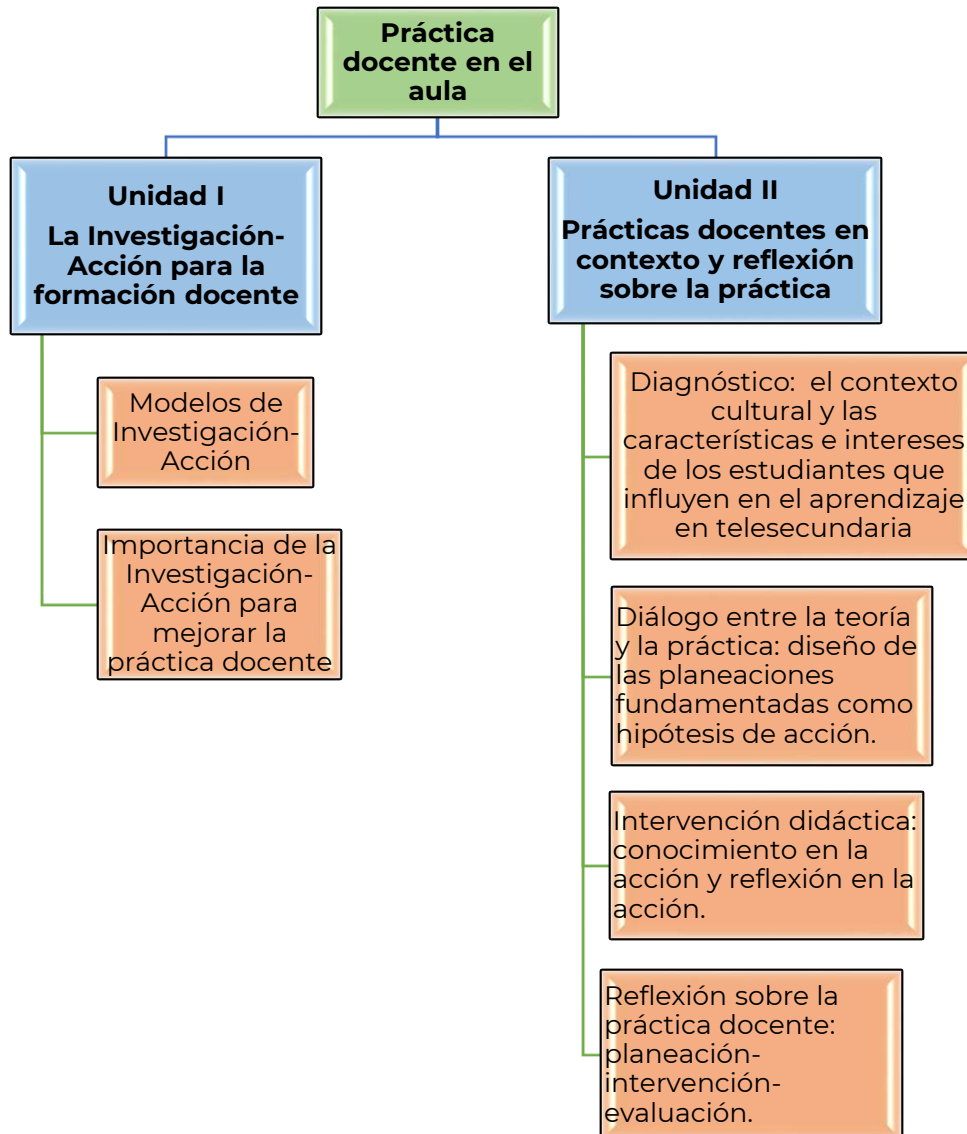 Práctica
docente en el
aula
Unidad I
La Investigación-
Acción para la
formación docente
Modelos de
Investigación-
Acción
Importancia de la
Investigación-
Acción para
mejorar la
práctica docente
Unidad II
Prácticas docentes en
contexto y reflexión
sobre la práctica
Diagnóstico: el contexto
cultural y las
características e intereses
de los estudiantes que
influyen en el aprendizaje
en telesecundaria
Diálogo entre la teoría
y la práctica: diseño de
las planeaciones
fundamentadas como
hipótesis de acción.
Intervención didáctica:
conocimiento en la
acción y reflexión en la
acción.
Reflexión sobre la
práctica docente:
planeación-
intervención-
evaluación.